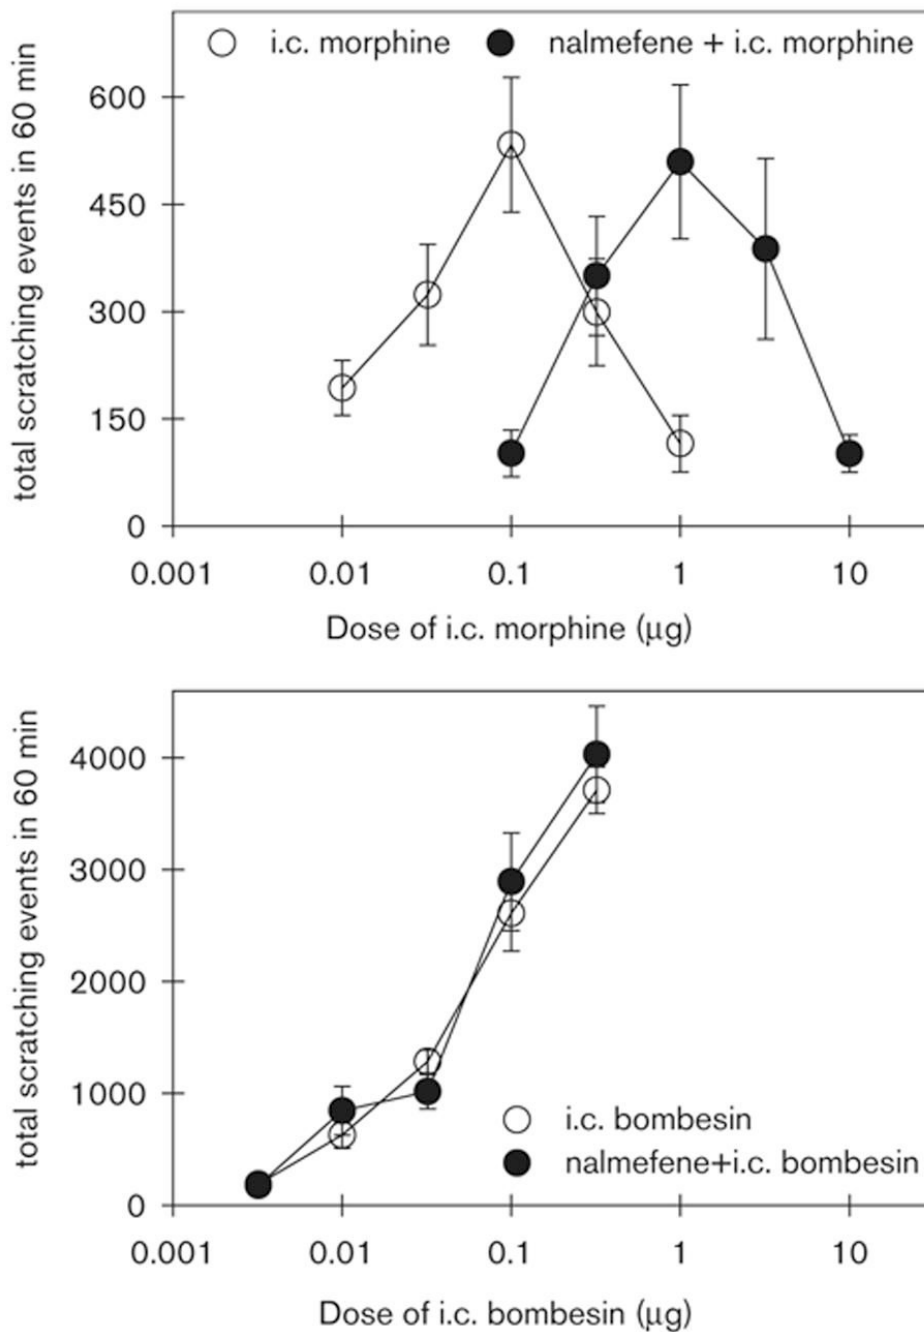 i.c. morphine nalmefene + i.c. morphine
total scratching events in 60 min
600
450
300
150
0
0.001 0.01 0.1 1 10
Dose of i.c. morphine (μg)
total scratching events in 60 min
4000
3000
2000
1000
0
i.c. bombesin
nalmefene+i.c. bombesin
0.001 0.01 0.1 1 10
Dose of i.c. bombesin (μg)